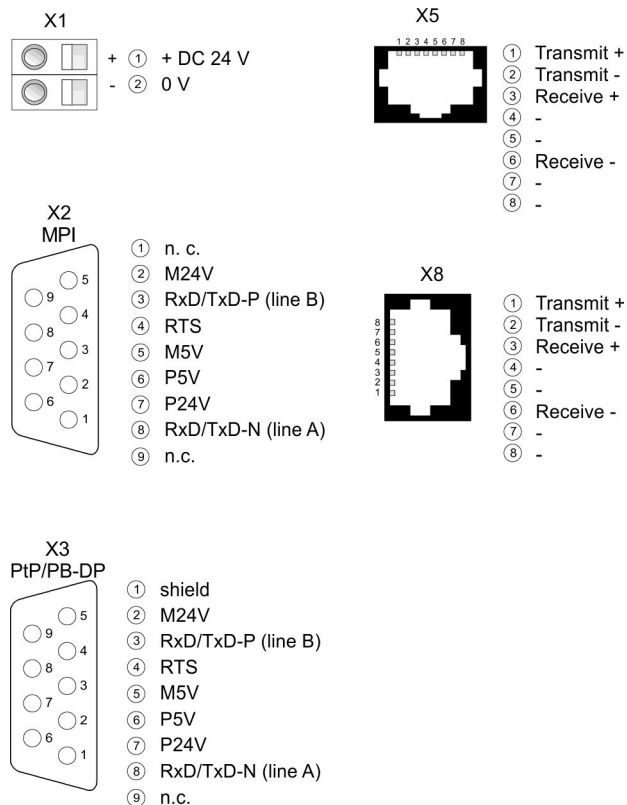 X1
+ ① + DC 24 V
- ② 0 V
X2
MPI
5
9
4
8
3
7
2
6
1
① n. c.
② M24V
③ RxD/TxD-P (line B)
④ RTS
⑤ M5V
⑥ P5V
⑦ P24V
⑧ RxD/TxD-N (line A)
⑨ n.c.
X3
PtP/PB-DP
5
9
4
8
3
7
2
6
1
① shield
② M24V
③ RxD/TxD-P (line B)
④ RTS
⑤ M5V
⑥ P5V
⑦ P24V
⑧ RxD/TxD-N (line A)
⑨ n.c.
X5
1 2 3 4 5 6 7 8
① Transmit +
② Transmit -
③ Receive +
④ -
⑤ -
⑥ Receive -
⑦ -
⑧ -
X8
8
7
6
5
4
3
2
1
① Transmit +
② Transmit -
③ Receive +
④ -
⑤ -
⑥ Receive -
⑦ -
⑧ -